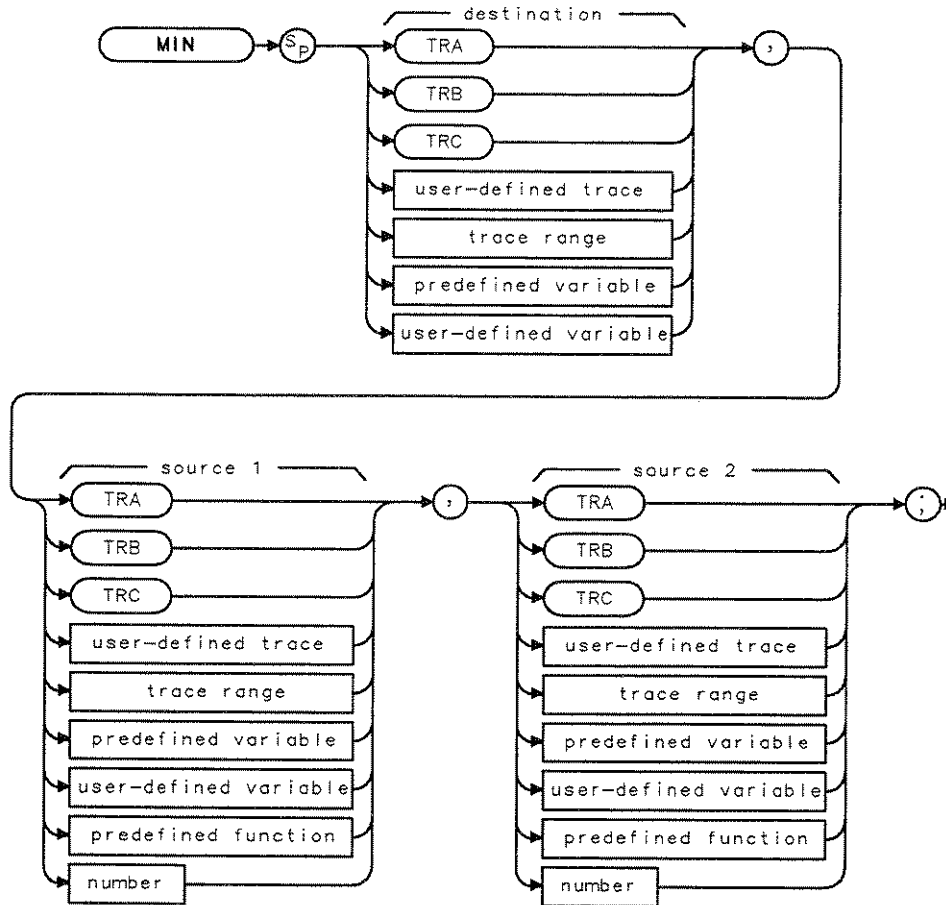 destination
MIN SP TRA ,
TRB
TRC
user-defined trace
trace range
predefined variable
user-defined variable
source 1
TRA ,
TRB
TRC
user-defined trace
trace range
predefined variable
user-defined variable
predefined function
number
source 2
TRA ;
TRB
TRC
user-defined trace
trace range
predefined variable
user-defined variable
predefined function
number